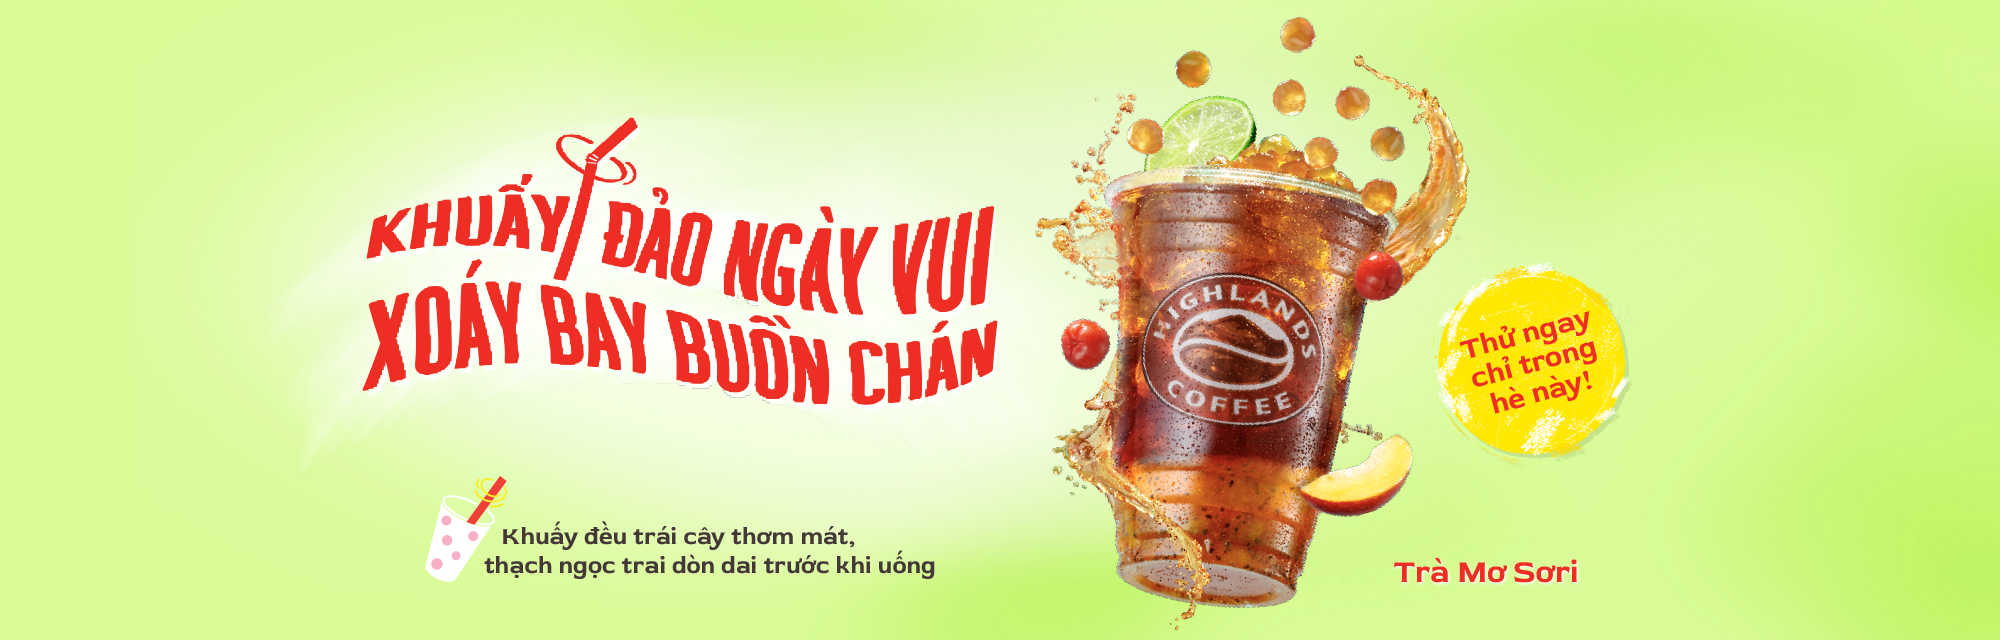 KHUẤY ĐẢO NGÀY VUI
XOÁY BAY BUỒN CHÁN
Khuấy đều trái cây thơm mát,
thạch ngọc trai dòn dai trước khi uống
HIGHLANDS
COFFEE
Thử ngay
chỉ trong
hè này!
Trà Mơ Sơri